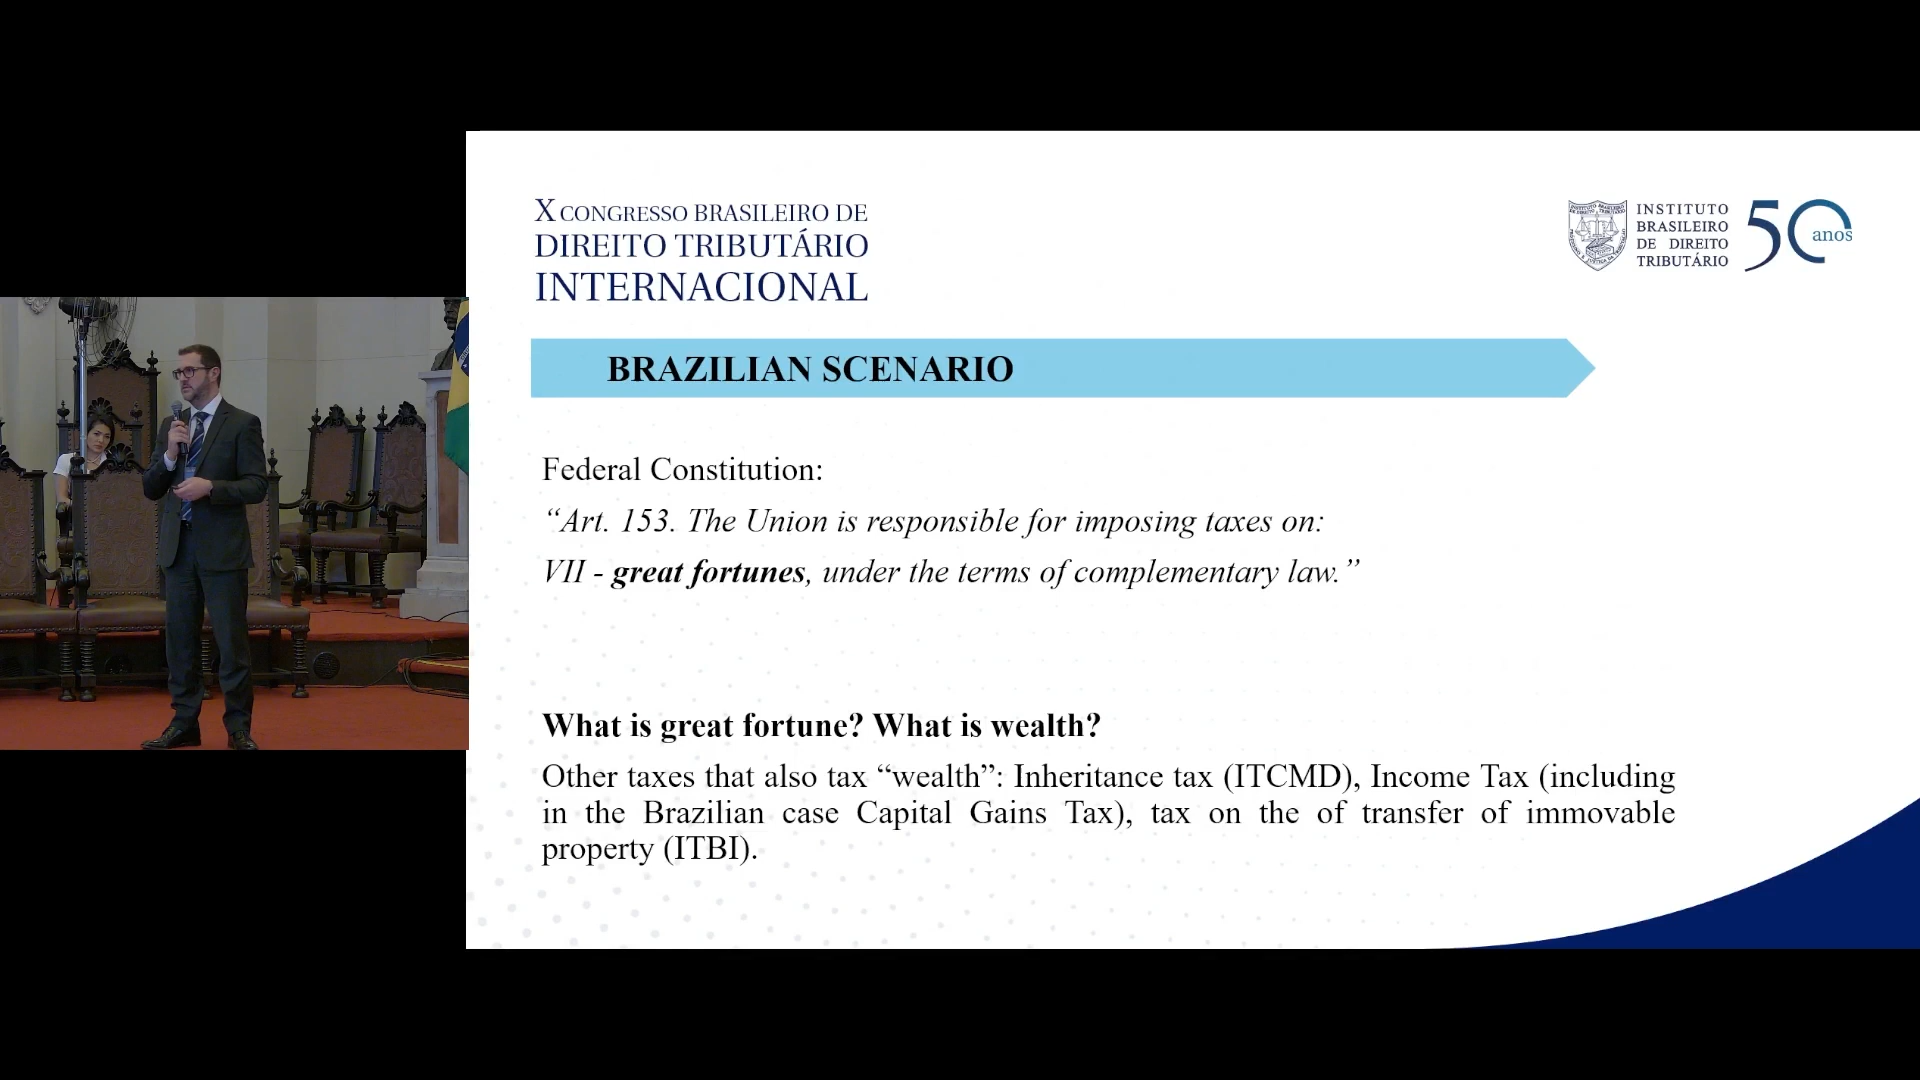 X CONGRESSO BRASILEIRO DE
DIREITO TRIBUTÁRIO
INTERNACIONAL
INSTITUTO
BRASILEIRO
DE DIREITO
TRIBUTÁRIO
50 anos
BRAZILIAN SCENARIO
Federal Constitution:
“Art. 153. The Union is responsible for imposing taxes on:
VII - great fortunes, under the terms of complementary law.”
What is great fortune? What is wealth?
Other taxes that also tax “wealth”: Inheritance tax (ITCMD), Income Tax (including
in the Brazilian case Capital Gains Tax), tax on the of transfer of immovable
property (ITBI).